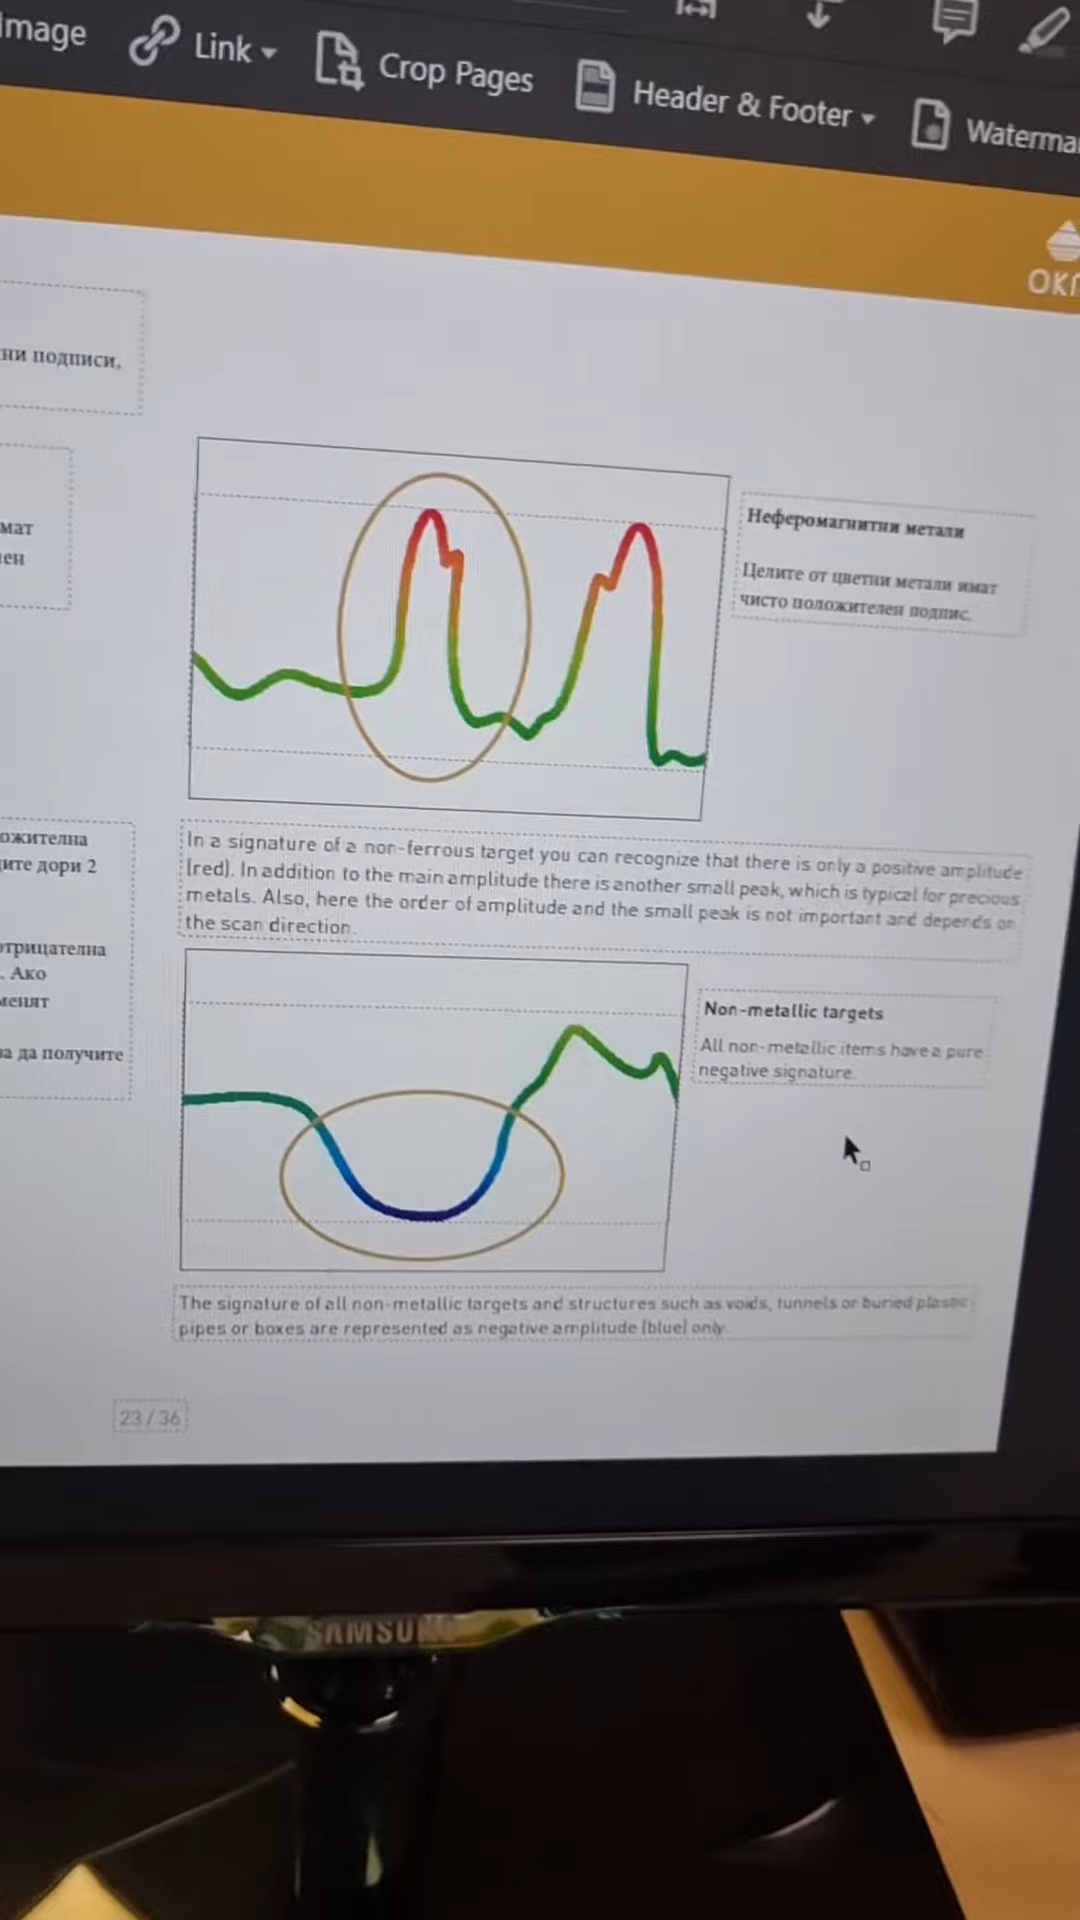 Image
Link
Crop Pages
Header & Footer
ни подписи,
мат
ен
Нефероматнитни метали
Целите от цветни метали имат
чисто положителен подпис.
ожителна
ите дори 2
In a signature of a non-ferrous target you can recognize that there is only a positive amplitude
(red). In addition to the main amplitude there is another small peak, which is typical for precious
metals. Also, here the order of amplitude and the small peak is not important and depends on
the scan direction.
отрицателна
. Ако
менят
за да получите
Non-metallic targets
All non-metallic items have a pure
negative signature.
The signature of all non-metallic targets and structures such as voids, tunnels or buried plastic
pipes or boxes are represented as negative amplitude (blue) only.
23 / 36
SAMSUNG